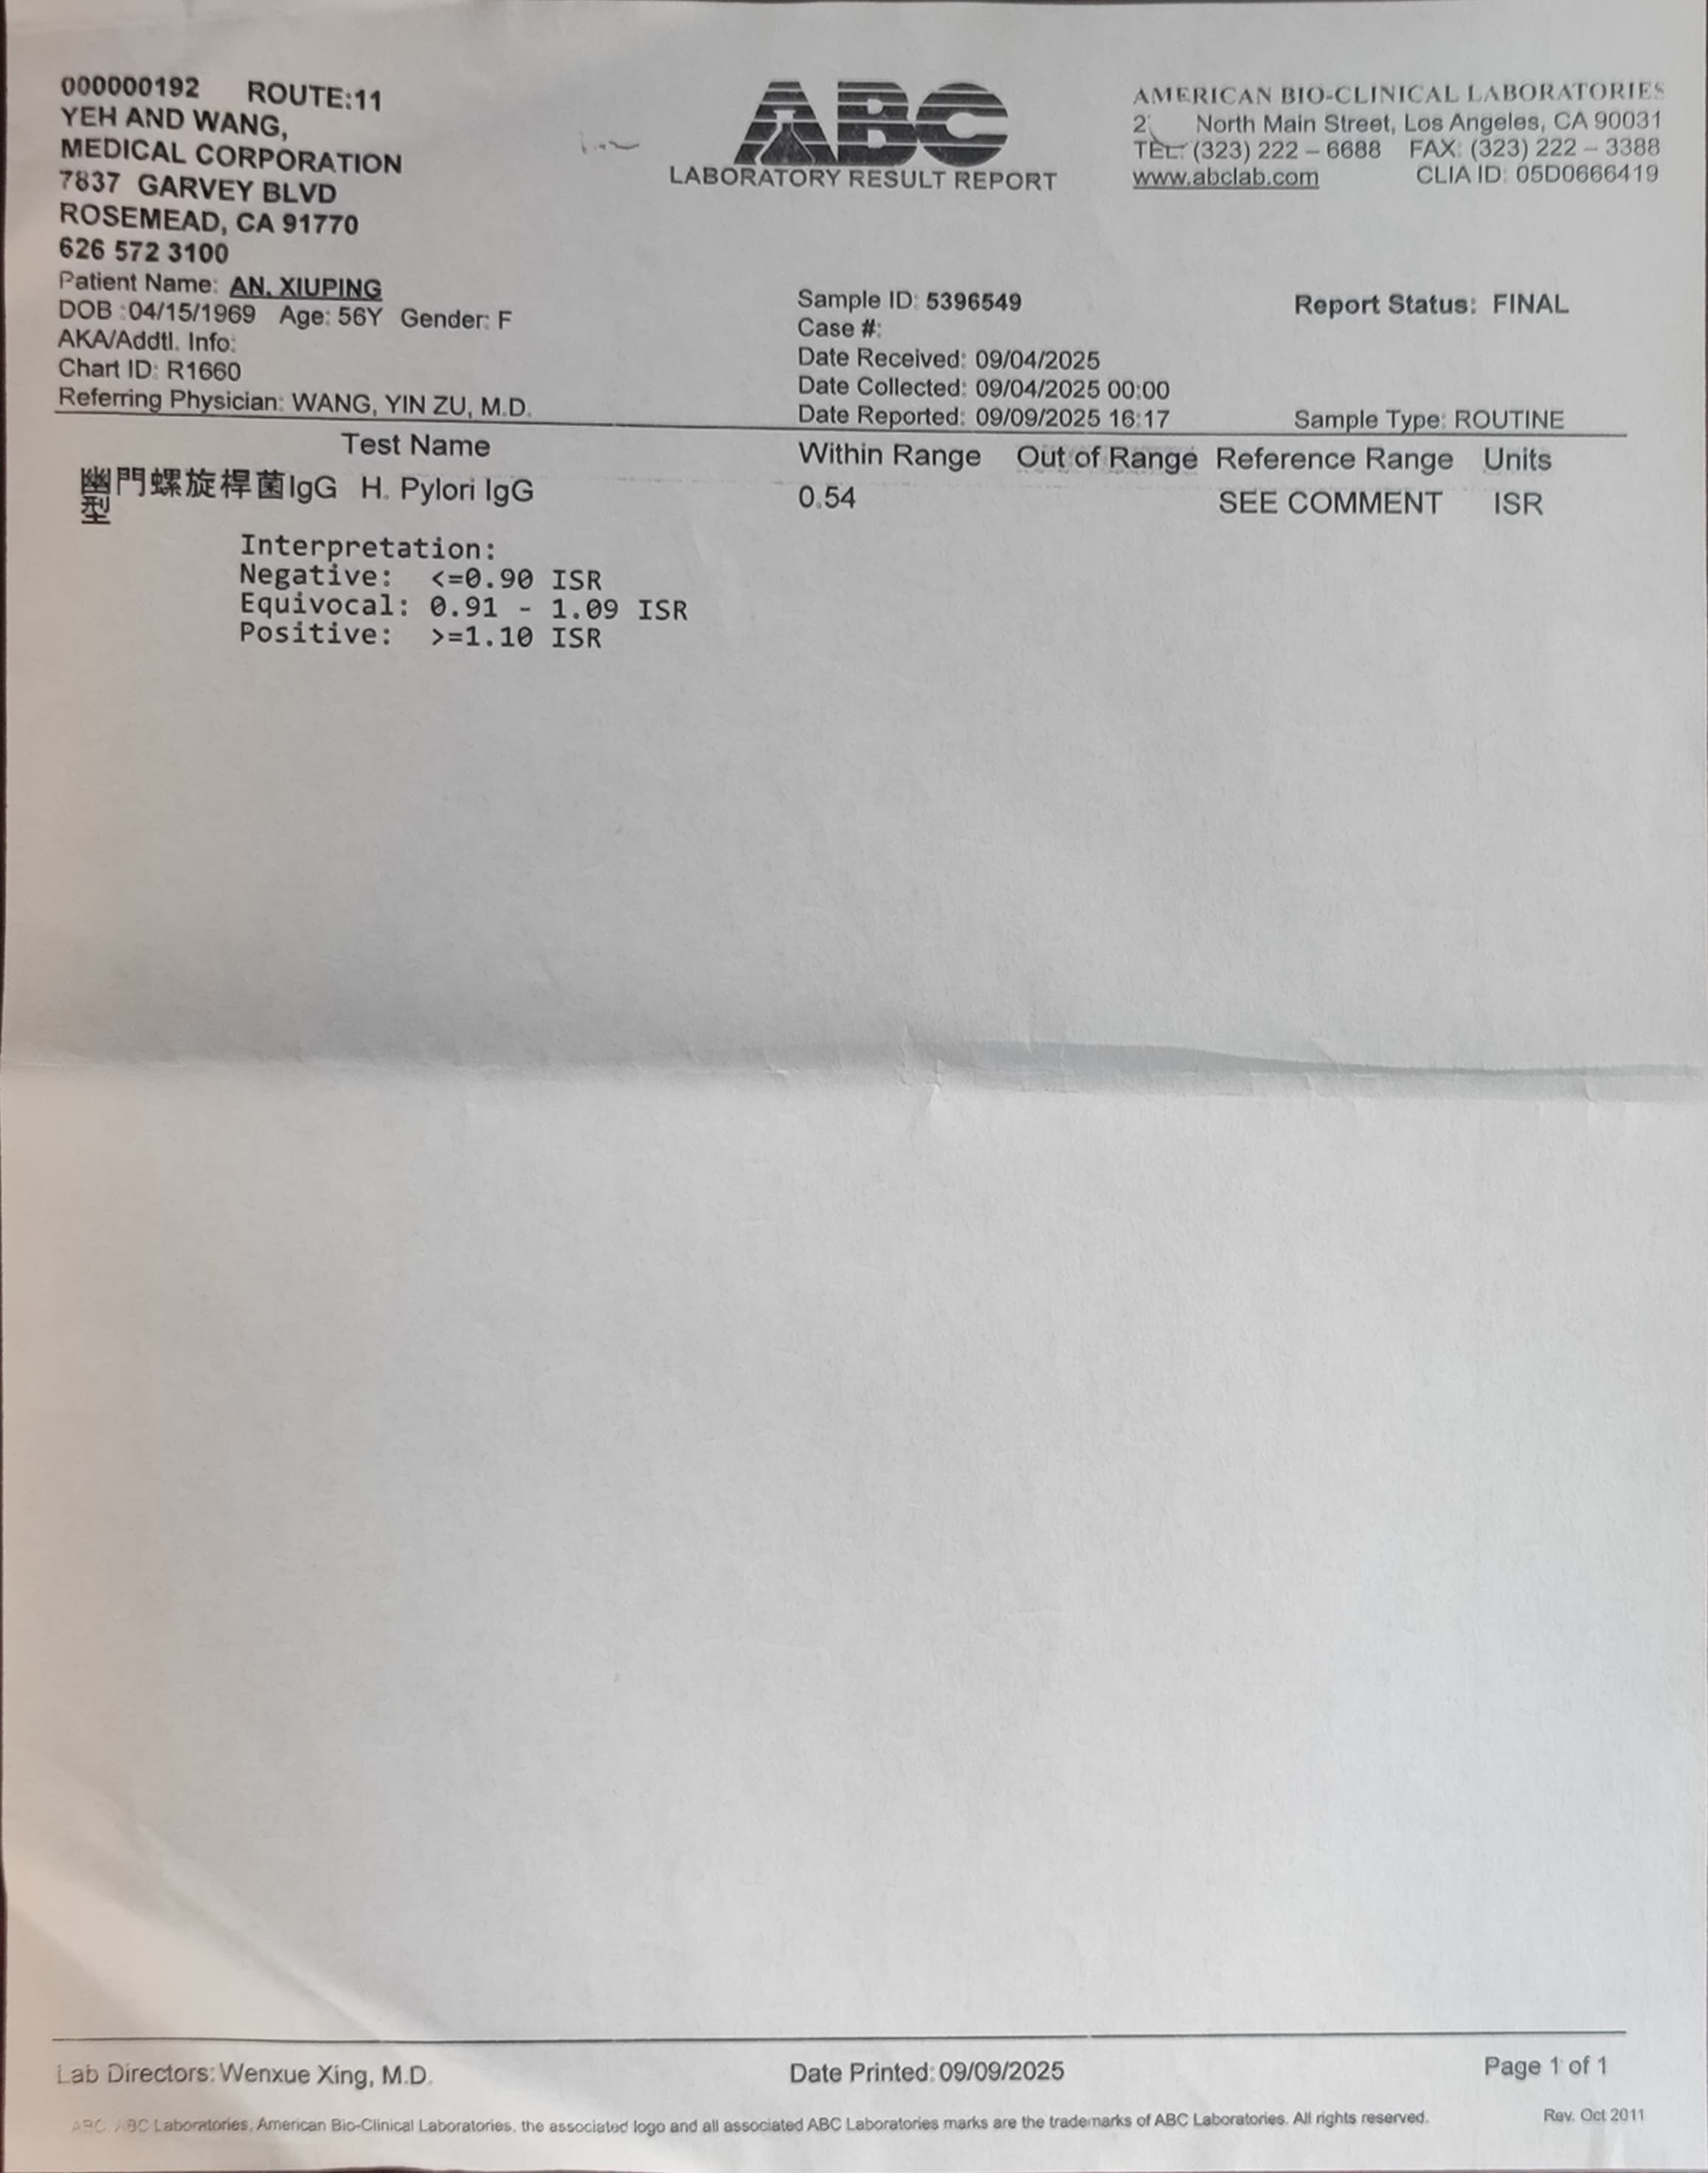 000000192 ROUTE:11
YEH AND WANG,
MEDICAL CORPORATION
7837 GARVEY BLVD
ROSEMEAD, CA 91770
626 572 3100
ABC
LABORATORY RESULT REPORT
AMERICAN BIO-CLINICAL LABORATORIES
2 North Main Street, Los Angeles, CA 90031
TEL: (323) 222 – 6688 FAX: (323) 222 – 3388
www.abclab.com CLIA ID: 05D0666419
Patient Name: AN, XIUPING
DOB :04/15/1969 Age: 56Y Gender: F
AKA/Addtl. Info:
Chart ID: R1660
Referring Physician: WANG, YIN ZU, M.D.
Sample ID: 5396549
Case #:
Date Received: 09/04/2025
Date Collected: 09/04/2025 00:00
Date Reported: 09/09/2025 16:17
Report Status: FINAL
Sample Type: ROUTINE
Test Name Within Range Out of Range Reference Range Units
幽門螺旋桿菌IgG H. Pylori IgG 0.54 SEE COMMENT ISR
型
Interpretation:
Negative: <=0.90 ISR
Equivocal: 0.91 - 1.09 ISR
Positive: >=1.10 ISR
Lab Directors: Wenxue Xing, M.D. Date Printed: 09/09/2025 Page 1 of 1
ABC, ABC Laboratories, American Bio-Clinical Laboratories, the associated logo and all associated ABC Laboratories marks are the trademarks of ABC Laboratories. All rights reserved. Rev. Oct 2011